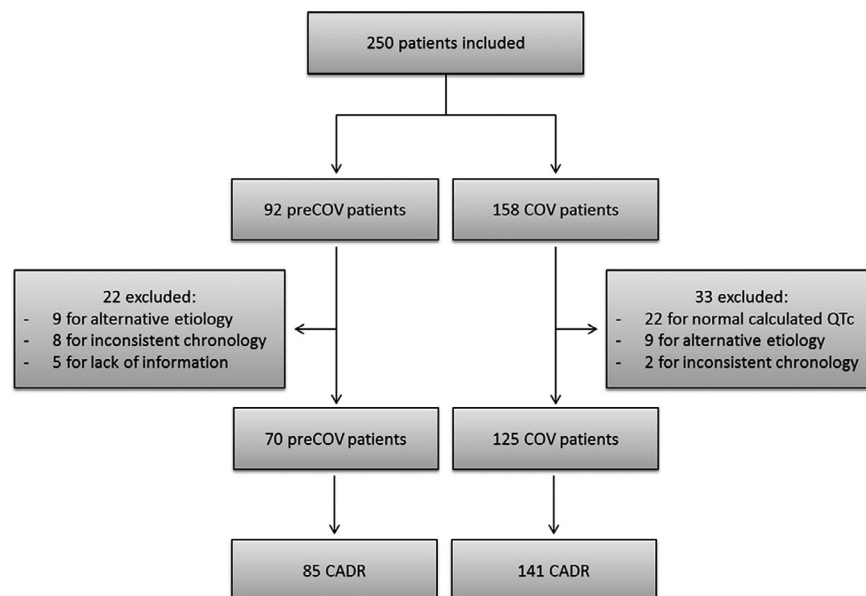 250 patients included
92 preCOV patients
158 COV patients
22 excluded:
- 9 for alternative etiology
- 8 for inconsistent chronology
- 5 for lack of information
33 excluded:
- 22 for normal calculated QTc
- 9 for alternative etiology
- 2 for inconsistent chronology
70 preCOV patients
125 COV patients
85 CADR
141 CADR